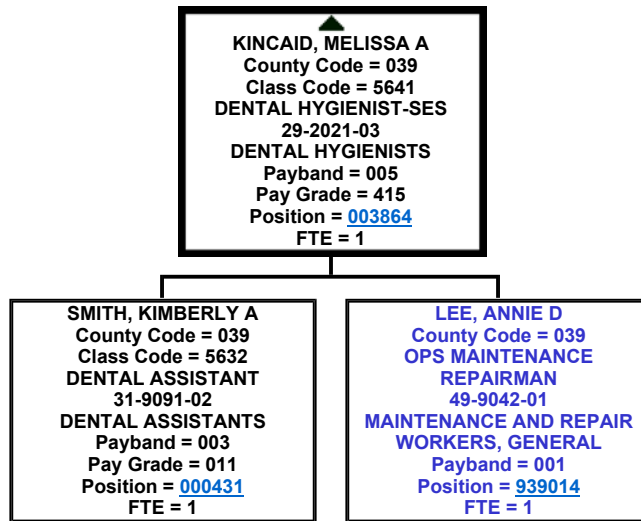 KINCAID, MELISSA A
County Code = 039
Class Code = 5641
DENTAL HYGIENIST-SES
29-2021-03
DENTAL HYGIENISTS
Payband = 005
Pay Grade = 415
Position = 003864
FTE = 1
SMITH, KIMBERLY A
County Code = 039
Class Code = 5632
DENTAL ASSISTANT
31-9091-02
DENTAL ASSISTANTS
Payband = 003
Pay Grade = 011
Position = 000431
FTE = 1
LEE, ANNIE D
County Code = 039
OPS MAINTENANCE
REPAIRMAN
49-9042-01
MAINTENANCE AND REPAIR
WORKERS, GENERAL
Payband = 001
Position = 939014
FTE = 1